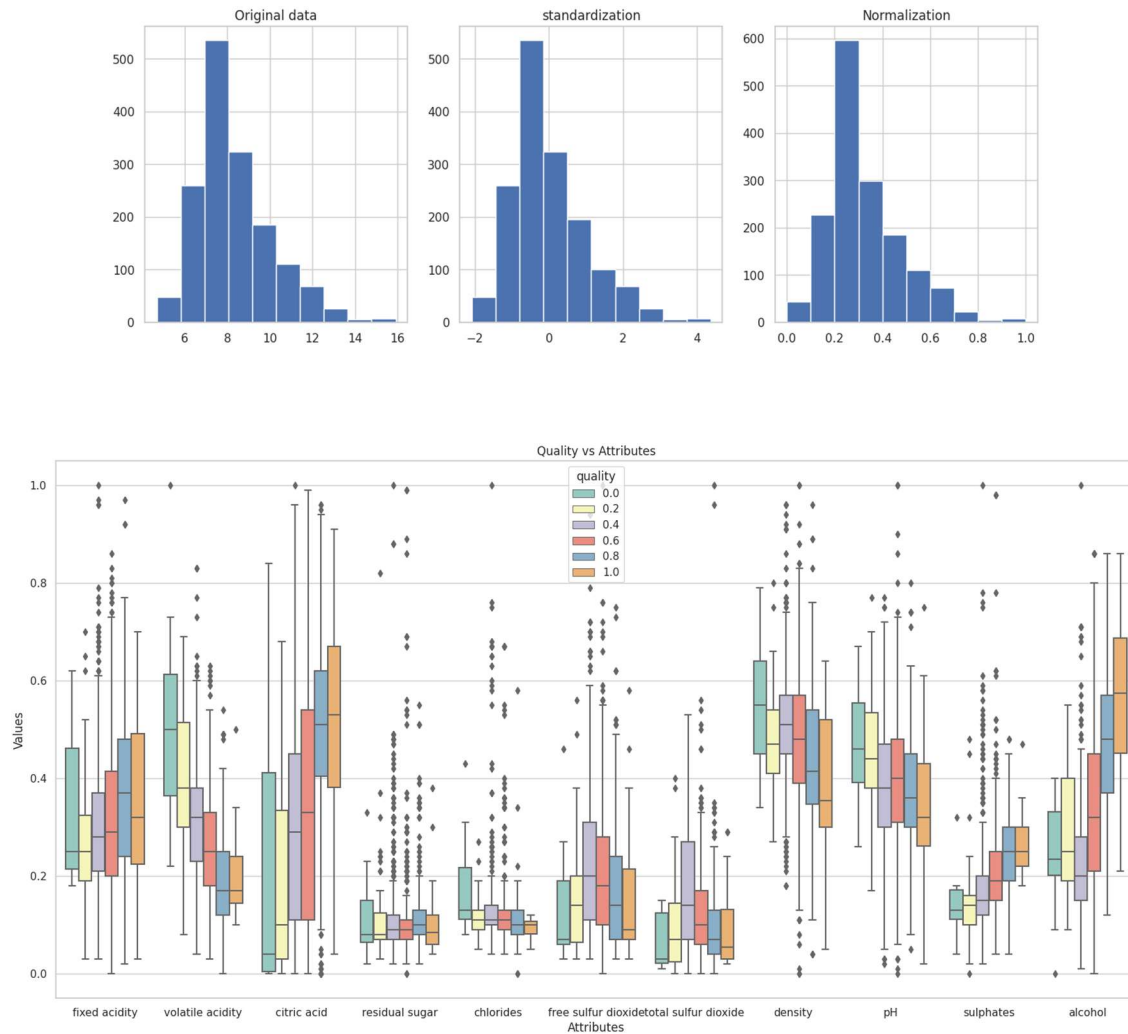 Original data
standardization
Normalization
500
400
300
200
100
0
6 8 10 12 14 16
500
400
300
200
100
0
−2 0 2 4
600
500
400
300
200
100
0
0.0 0.2 0.4 0.6 0.8 1.0
Quality vs Attributes
quality
0.0
0.2
0.4
0.6
0.8
1.0
Values
1.0
0.8
0.6
0.4
0.2
0.0
fixed acidity volatile acidity citric acid residual sugar chlorides free sulfur dioxide total sulfur dioxide density pH sulphates alcohol
Attributes